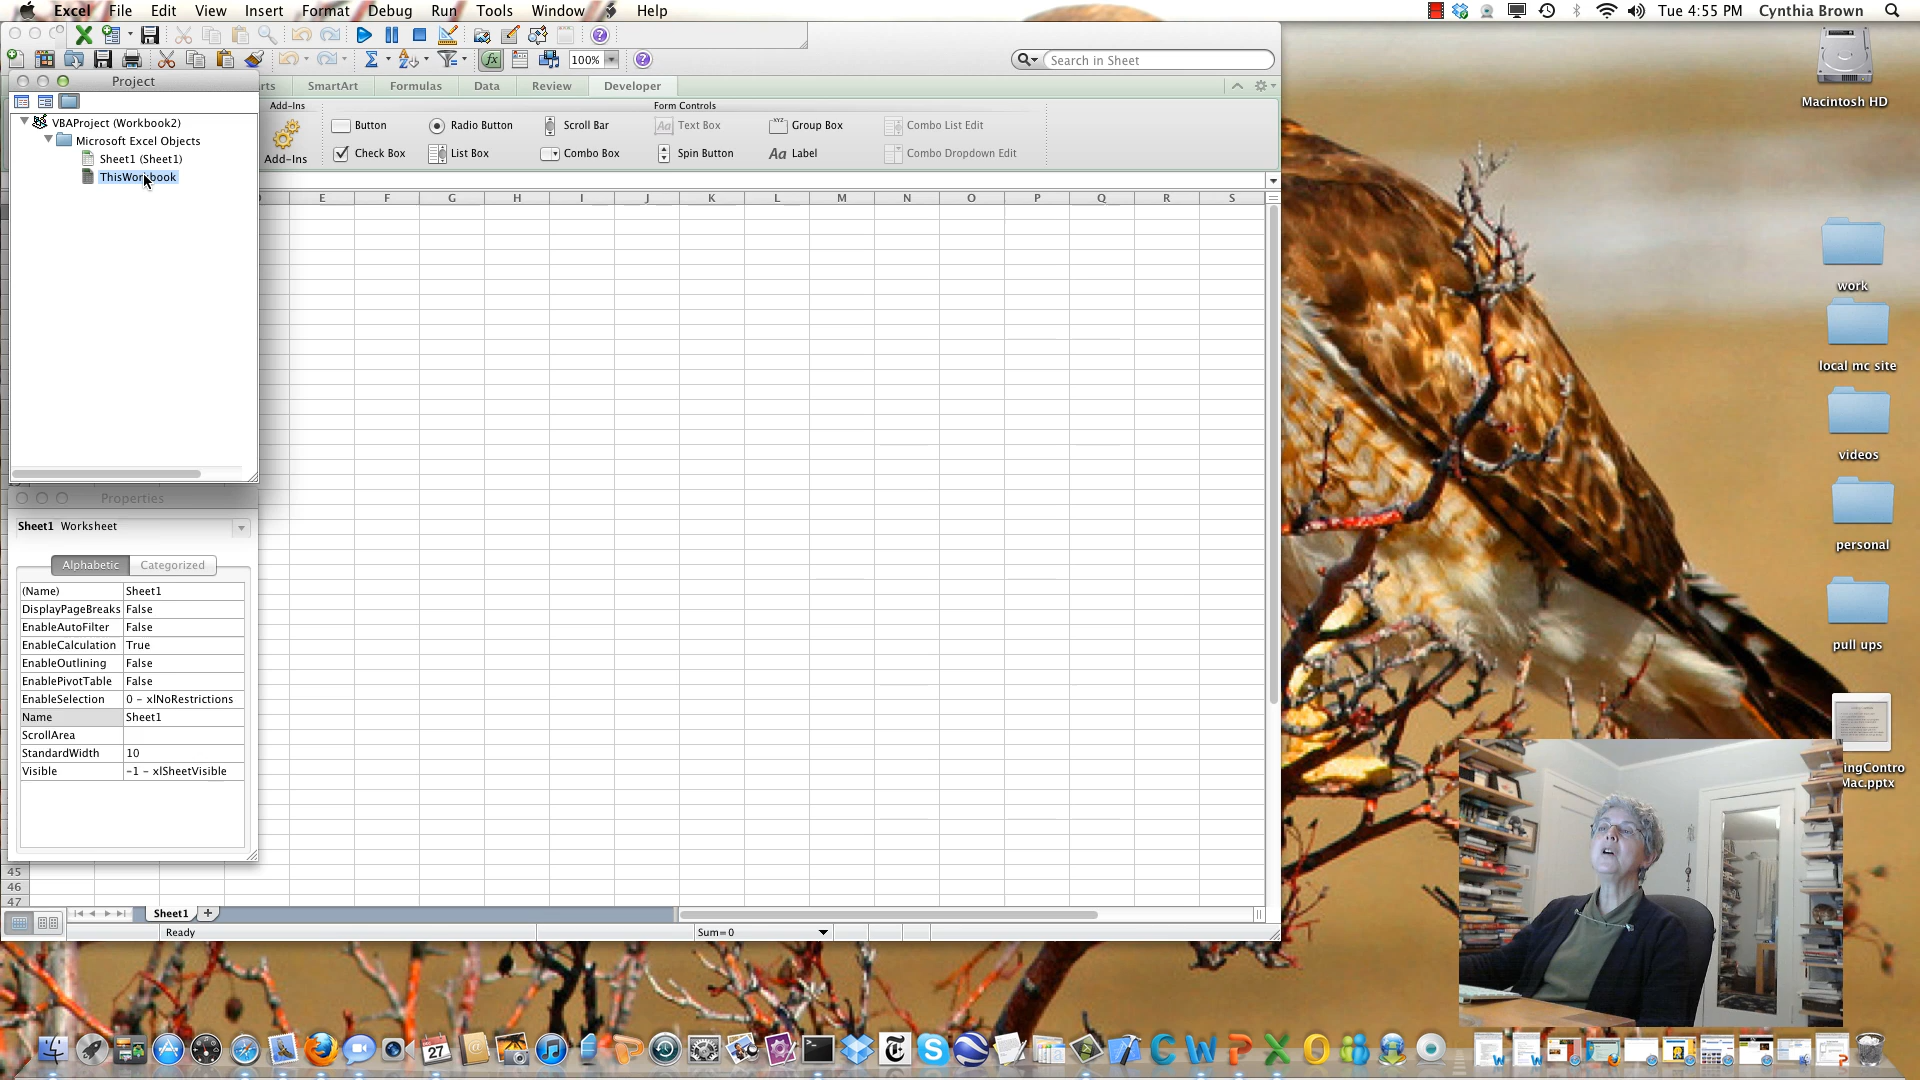 Excel File Edit View Insert Format Debug Run Tools Window Help Tue 4:55 PM Cynthia Brown
100% Search in Sheet
Project
rts SmartArt Formulas Data Review Developer
Add-Ins Form Controls
VBAProject (Workbook2)
Button Radio Button Scroll Bar Text Box Group Box Combo List Edit
Microsoft Excel Objects
Add-Ins Check Box List Box Combo Box Spin Button Label Combo Dropdown Edit
Sheet1 (Sheet1)
ThisWorkbook
E F G H I J K L M N O P Q R S
Macintosh HD
work
local mc site
videos
personal
pull ups
ingContro
Mac.pptx
Properties
Sheet1 Worksheet
Alphabetic Categorized
(Name) Sheet1
DisplayPageBreaks False
EnableAutoFilter False
EnableCalculation True
EnableOutlining False
EnablePivotTable False
EnableSelection 0 - xlNoRestrictions
Name Sheet1
ScrollArea
StandardWidth 10
Visible -1 - xlSheetVisible
45
46
47
Sheet1
Ready Sum=0
27